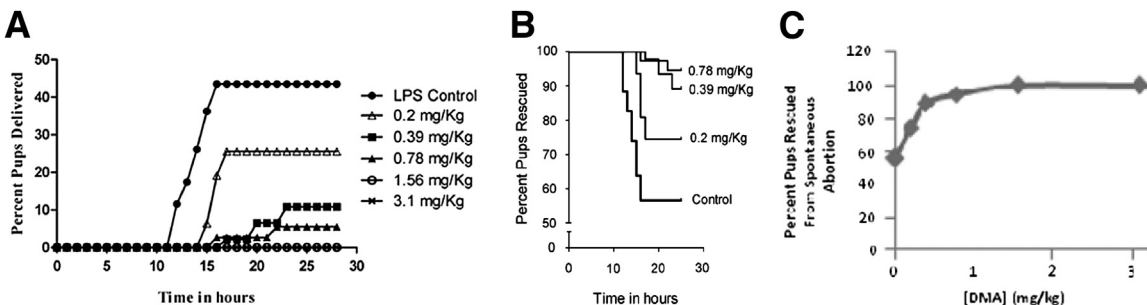 A
Percent Pups Delivered
50
40
30
20
10
0
0 5 10 15 20 25 30
Time in hours
LPS Control
0.2 mg/Kg
0.39 mg/Kg
0.78 mg/Kg
1.56 mg/Kg
3.1 mg/Kg
B
Percent Pups Rescued
100
90
80
70
60
50
0
0 10 20 30
Time in hours
0.78 mg/Kg
0.39 mg/Kg
0.2 mg/Kg
Control
C
Percent Pups Rescued
From Spontaneous
Abortion
120
100
80
60
40
20
0
0 1 2 3
[DMA] (mg/kg)